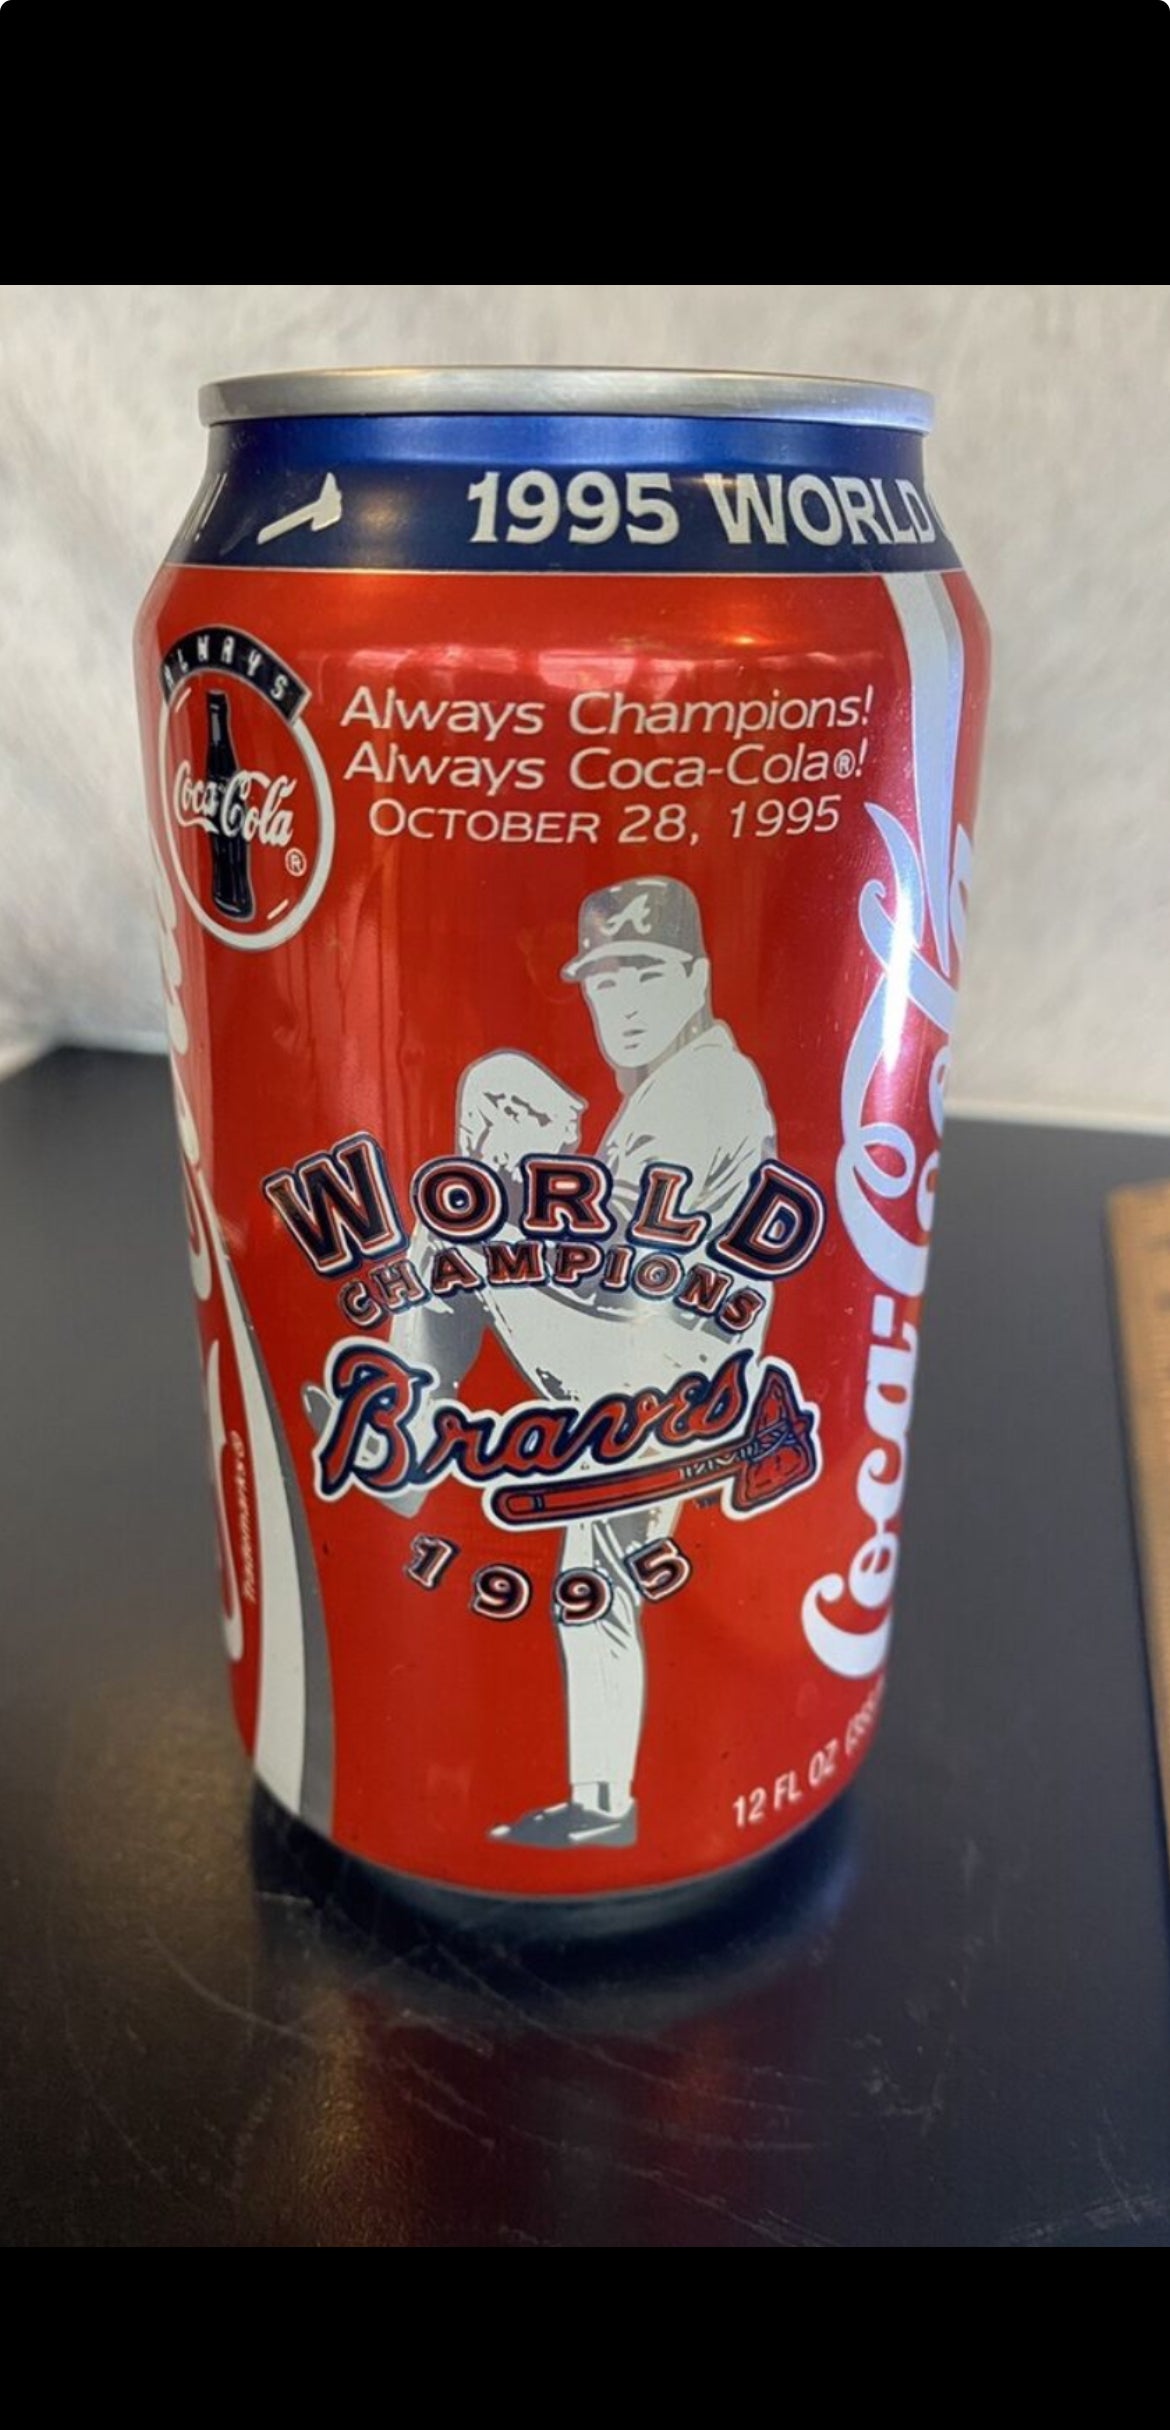 1995 WORLD
ALWAYS
Coca-Cola®
Always Champions!
Always Coca-Cola®!
OCTOBER 28, 1995
A
WORLD
CHAMPIONS
Braves
1995
Coca-Cola
Trademarks®
12 FL OZ